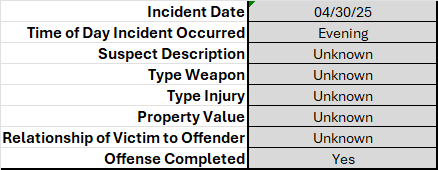 Incident Date 04/30/25
Time of Day Incident Occurred Evening
Suspect Description Unknown
Type Weapon Unknown
Type Injury Unknown
Property Value Unknown
Relationship of Victim to Offender Unknown
Offense Completed Yes